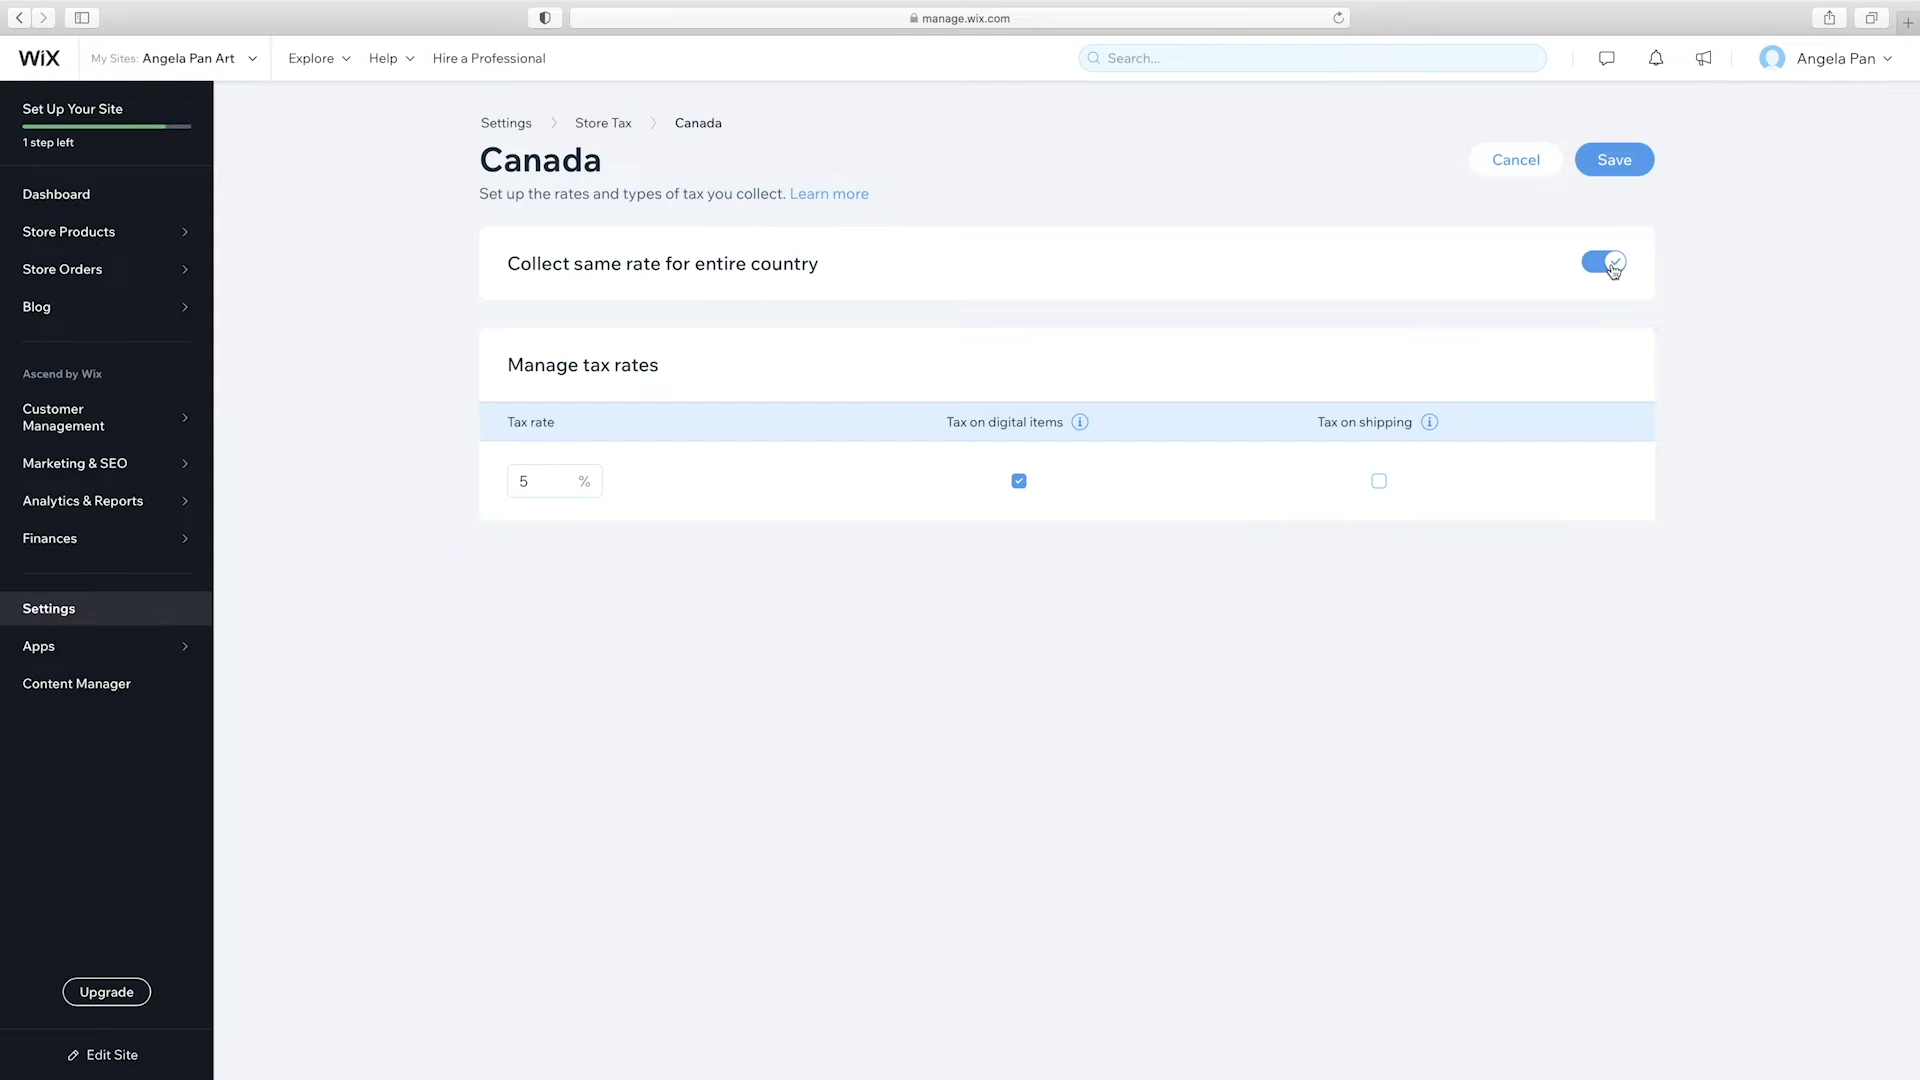 manage.wix.com
WiX
My Sites: Angela Pan Art
Explore
Help
Hire a Professional
Search...
Angela Pan
Set Up Your Site
1 step left
Dashboard
Store Products
Store Orders
Blog
Ascend by Wix
Customer
Management
Marketing & SEO
Analytics & Reports
Finances
Settings
Apps
Content Manager
Upgrade
Edit Site
Settings
Store Tax
Canada
Canada
Cancel
Save
Set up the rates and types of tax you collect. Learn more
Collect same rate for entire country
Manage tax rates
Tax rate
Tax on digital items
Tax on shipping
5 %